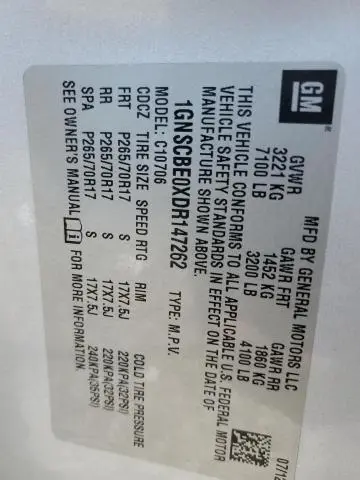 GM
®
MFD BY GENERAL MOTORS LLC 07/12
GVWR GAWR FRT GAWR RR
3221 KG 1452 KG 1860 KG
7100 LB 3200 LB 4100 LB
THIS VEHICLE CONFORMS TO ALL APPLICABLE U.S. FEDERAL MOTOR
VEHICLE SAFETY STANDARDS IN EFFECT ON THE DATE OF
MANUFACTURE SHOWN ABOVE.
1GNSCBE0XDR147262 TYPE: M.P.V.
MODEL: C10706
CDCZ TIRE SIZE SPEED RTG RIM COLD TIRE PRESSURE
FRT P265/70R17 S 17X7.5J 220KPA(32PSI)
RR P265/70R17 S 17X7.5J 220KPA(32PSI)
SPA P265/70R17 S 17X7.5J 240KPA(35PSI)
SEE OWNER'S MANUAL i FOR MORE INFORMATION.